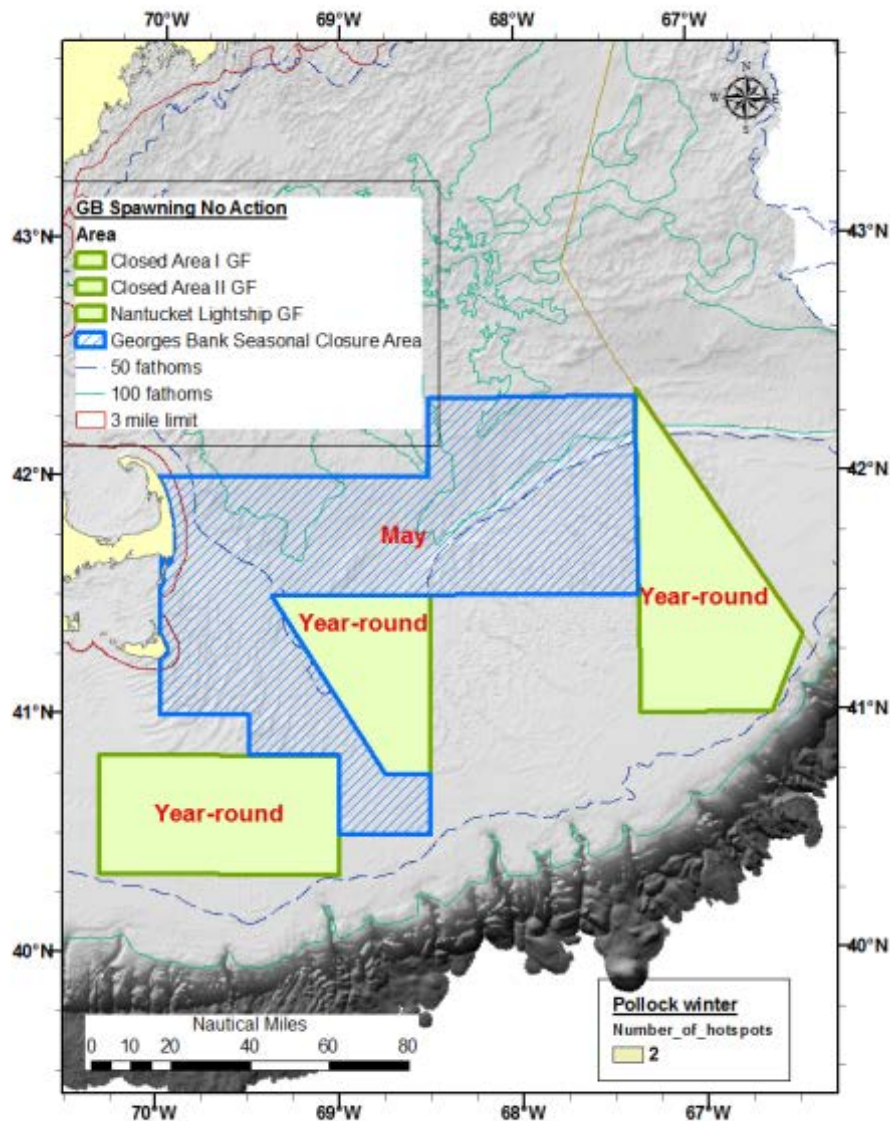 70°W 69°W 68°W 67°W
N
W E
S
43°N 43°N
GB Spawning No Action
Area
Closed Area I GF
Closed Area II GF
Nantucket Lightship GF
Georges Bank Seasonal Closure Area
50 fathoms
100 fathoms
3 mile limit
42°N 42°N
May
Year-round
Year-round
41°N 41°N
Year-round
40°N 40°N
Pollock winter
Number_of_hotspots
2
Nautical Miles
0 10 20 40 60 80
70°W 69°W 68°W 67°W